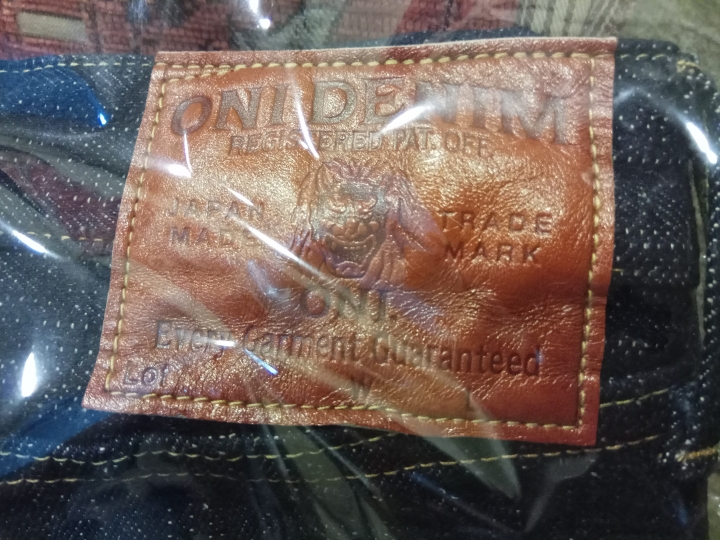 ONI DENIM
REGISTERED PAT. OFF.
JAPAN
MADE
TRADE
MARK
ONI.
Every Garment Guaranteed
Lot W L